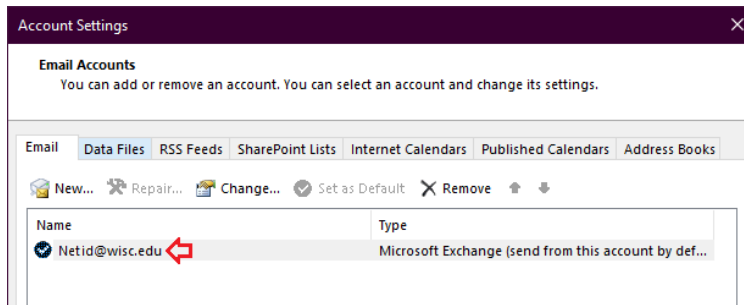 Account Settings
Email Accounts
You can add or remove an account. You can select an account and change its settings.
Email Data Files RSS Feeds SharePoint Lists Internet Calendars Published Calendars Address Books
New... Repair... Change... Set as Default Remove
Name Type
Netid@wisc.edu Microsoft Exchange (send from this account by def...